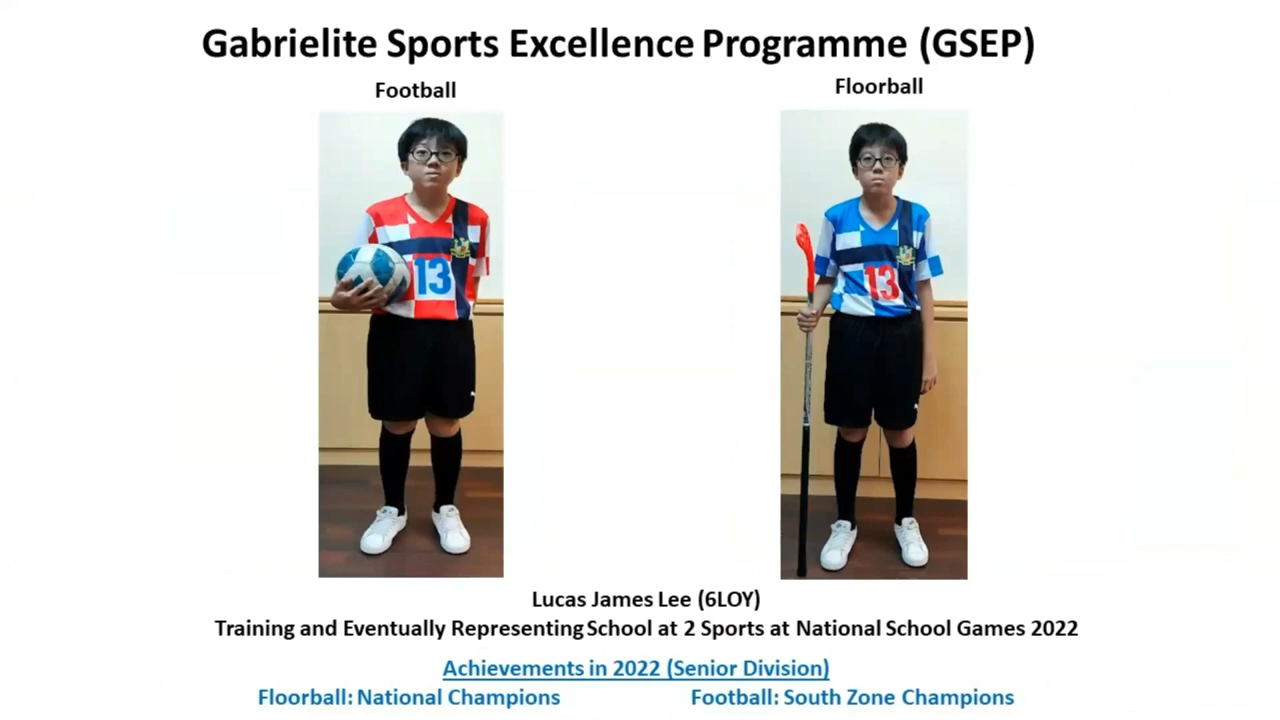 Gabrielite Sports Excellence Programme (GSEP)
Football
Floorball
13
13
Lucas James Lee (6LOY)
Training and Eventually Representing School at 2 Sports at National School Games 2022
Achievements in 2022 (Senior Division)
Floorball: National Champions
Football: South Zone Champions